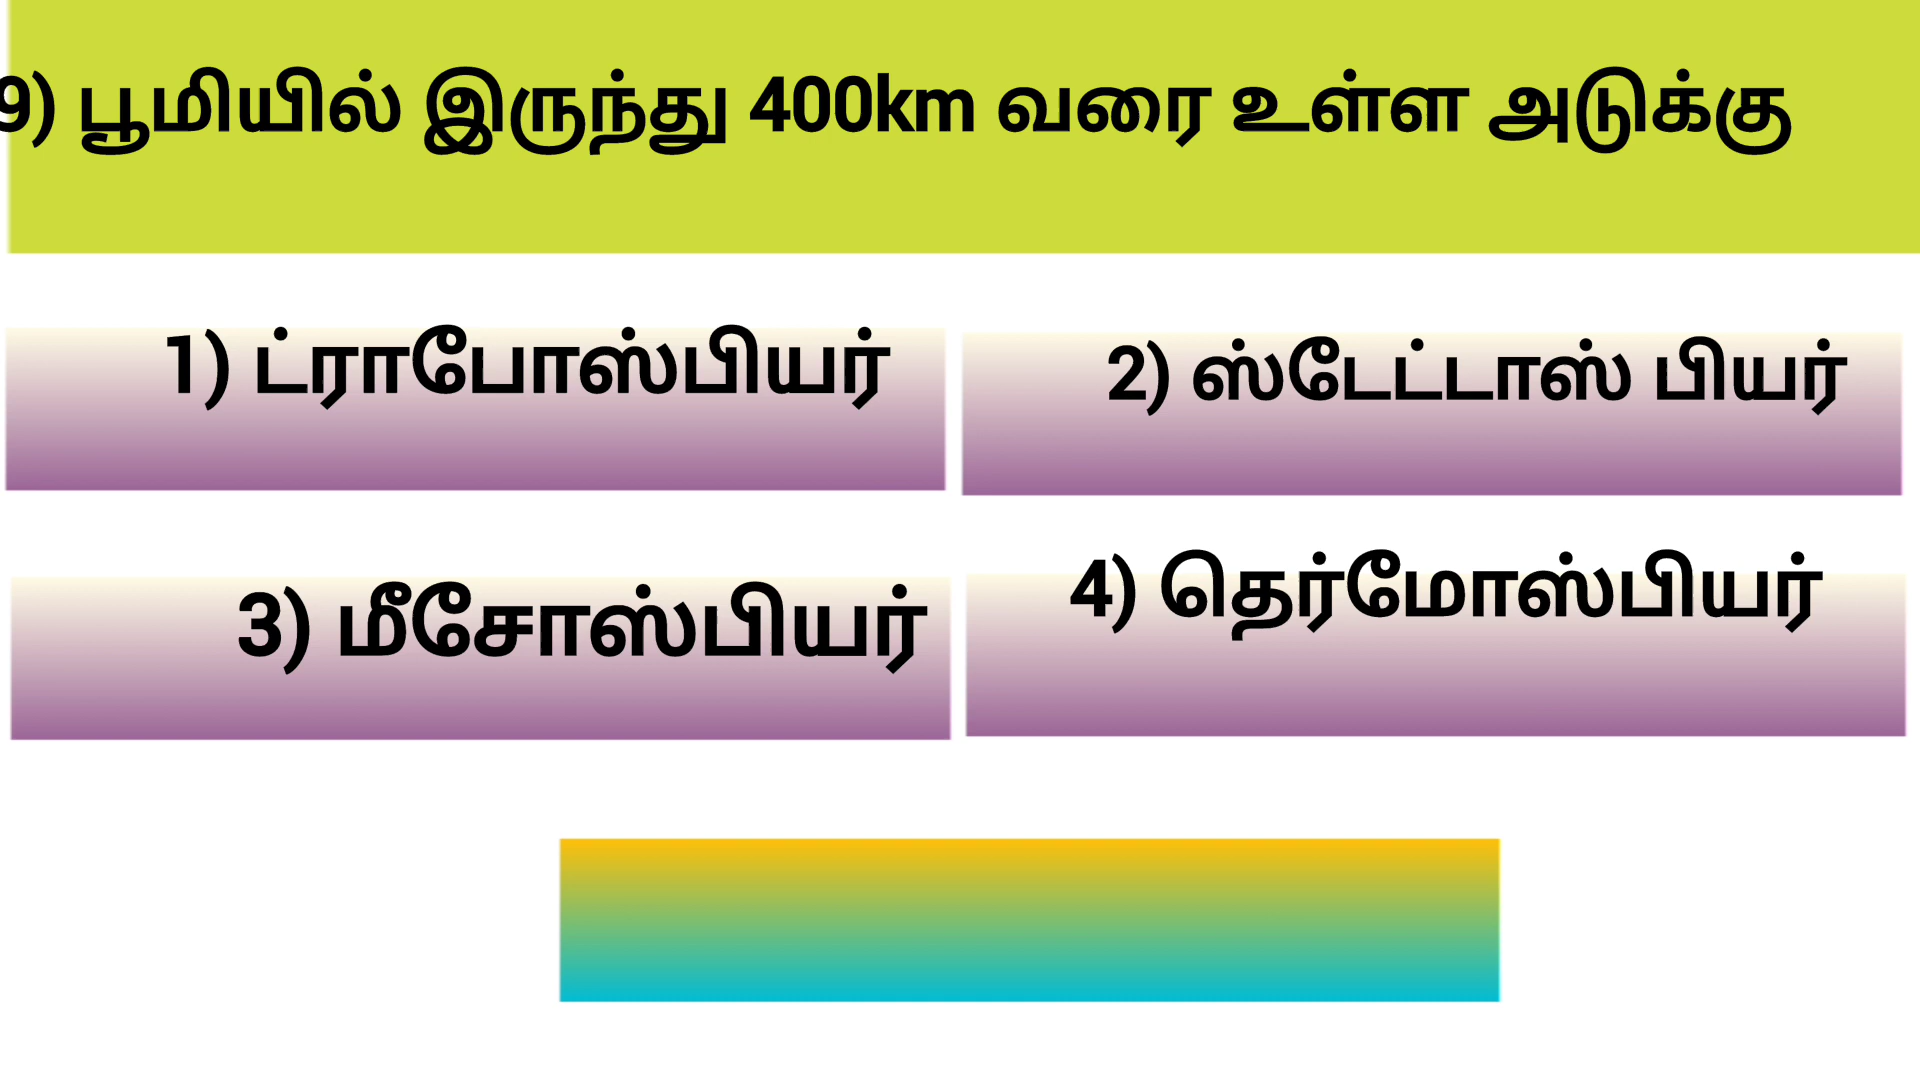 9) பூமியில் இருந்து 400km வரை உள்ள அடுக்கு
1) ட்ராபோஸ்பியர்
2) ஸ்டேட்டாஸ் பியர்
3) மீசோஸ்பியர்
4) தெர்மோஸ்பியர்